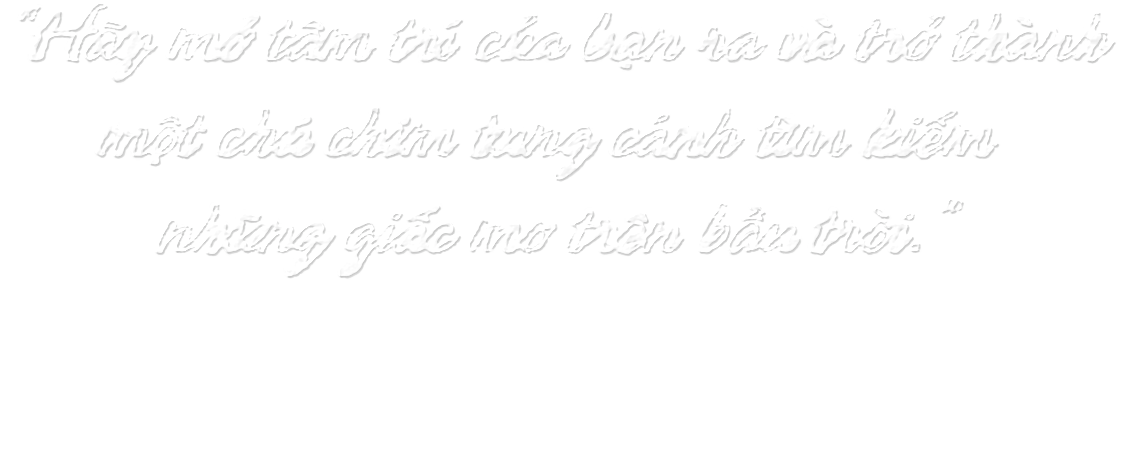 "Hãy mở tâm trí của bạn ra và trở thành
một chú chim tung cánh tìm kiếm
những giấc mơ trên bầu trời."